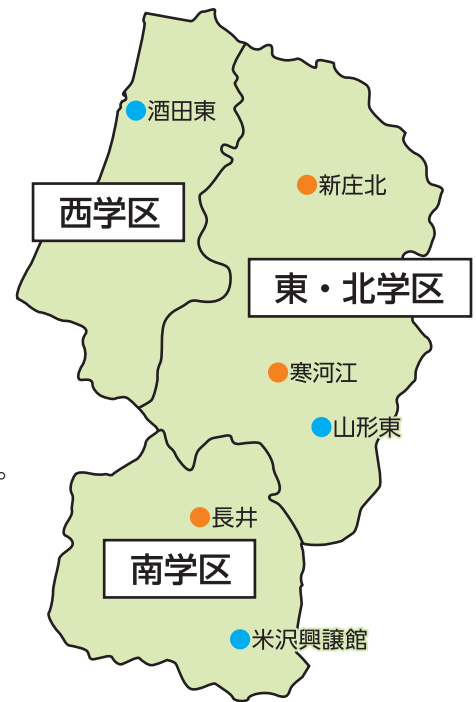 酒田東
新庄北
西学区
東・北学区
寒河江
山形東
。
長井
南学区
米沢興譲館